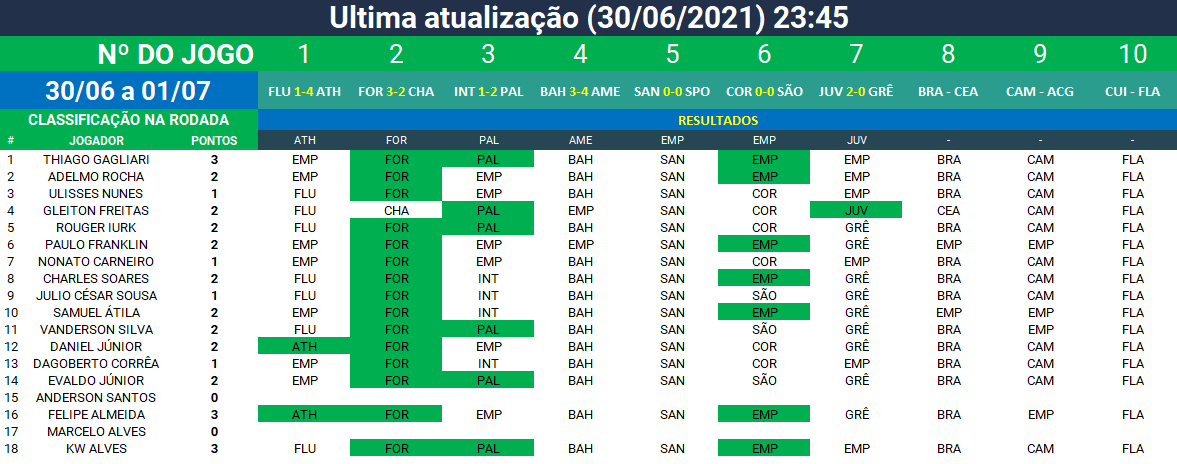 Ultima atualização (30/06/2021) 23:45
Nº DO JOGO 1 2 3 4 5 6 7 8 9 10
30/06 a 01/07 FLU 1-4 ATH FOR 3-2 CHA INT 1-2 PAL BAH 3-4 AME SAN 0-0 SPO COR 0-0 SÃO JUV 2-0 GRÊ BRA - CEA CAM - ACG CUI - FLA
CLASSIFICAÇÃO NA RODADA RESULTADOS
# JOGADOR PONTOS ATH FOR PAL AME EMP EMP JUV - - -
1 THIAGO GAGLIARI 3 EMP FOR PAL BAH SAN EMP EMP BRA CAM FLA
2 ADELMO ROCHA 2 EMP FOR EMP BAH SAN EMP EMP BRA CAM FLA
3 ULISSES NUNES 1 FLU FOR EMP BAH SAN COR EMP BRA CAM FLA
4 GLEITON FREITAS 2 FLU CHA PAL EMP SAN COR JUV CEA CAM FLA
5 ROUGER IURK 2 FLU FOR PAL BAH SAN COR GRÊ BRA CAM FLA
6 PAULO FRANKLIN 2 EMP FOR EMP EMP SAN EMP GRÊ EMP EMP FLA
7 NONATO CARNEIRO 1 EMP FOR EMP BAH SAN COR EMP BRA CAM FLA
8 CHARLES SOARES 2 FLU FOR INT BAH SAN EMP GRÊ BRA CAM FLA
9 JULIO CÉSAR SOUSA 1 FLU FOR INT BAH SAN SÃO GRÊ BRA CAM FLA
10 SAMUEL ÁTILA 2 EMP FOR INT BAH SAN EMP GRÊ EMP EMP FLA
11 VANDERSON SILVA 2 FLU FOR PAL BAH SAN SÃO GRÊ BRA EMP FLA
12 DANIEL JÚNIOR 2 ATH FOR EMP BAH SAN COR GRÊ BRA CAM FLA
13 DAGOBERTO CORRÊA 1 EMP FOR INT BAH SAN COR EMP BRA CAM FLA
14 EVALDO JÚNIOR 2 EMP FOR PAL BAH SAN SÃO GRÊ BRA CAM FLA
15 ANDERSON SANTOS 0
16 FELIPE ALMEIDA 3 ATH FOR EMP BAH SAN EMP GRÊ BRA EMP FLA
17 MARCELO ALVES 0
18 KW ALVES 3 FLU FOR PAL BAH SAN EMP EMP BRA CAM FLA